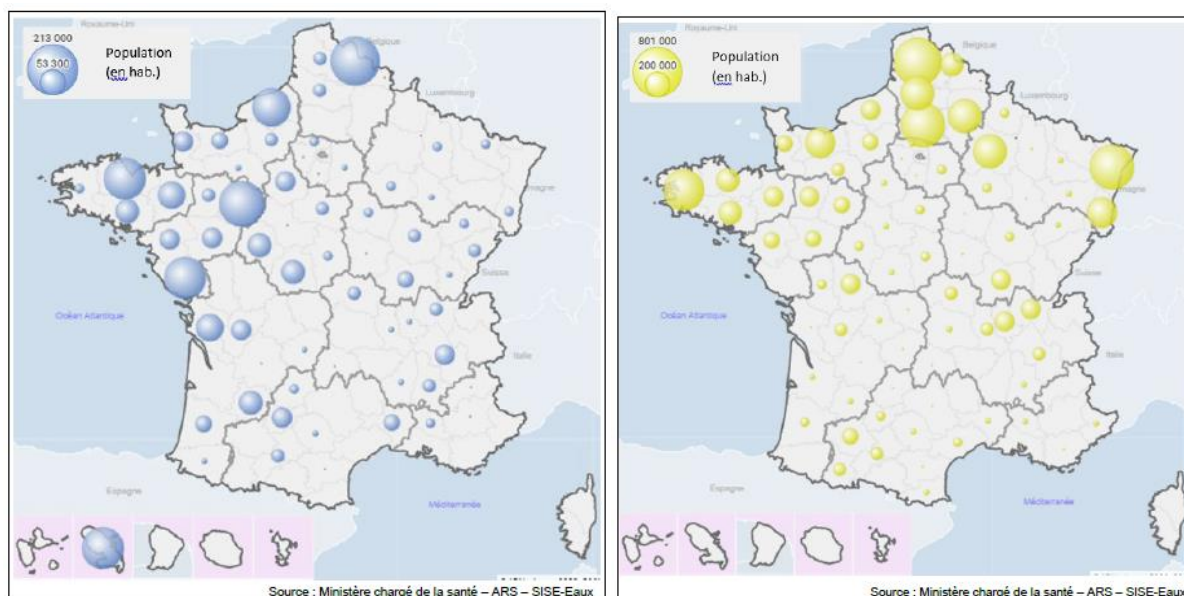 Royaume-Uni
213 000
53 300
Population
(en hab.)
Belgique
Luxembourg
Suisse
Océan Atlantique
Italie
Espagne
Méditerranée
Source : Ministère chargé de la santé – ARS – SISE-Eaux
Royaume-Uni
801 000
200 000
Population
(en hab.)
Belgique
Luxembourg
Suisse
Océan Atlantique
Italie
Espagne
Méditerranée
Source : Ministère chargé de la santé – ARS – SISE-Eaux